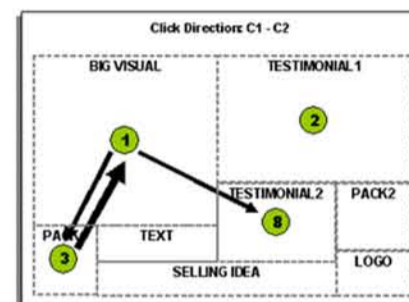 Click Direction: C1 - C2
BIG VISUAL
TESTIMONIAL1
1
2
TESTIMONIAL2
PACK2
8
TEXT
3
LOGO
SELLING IDEA